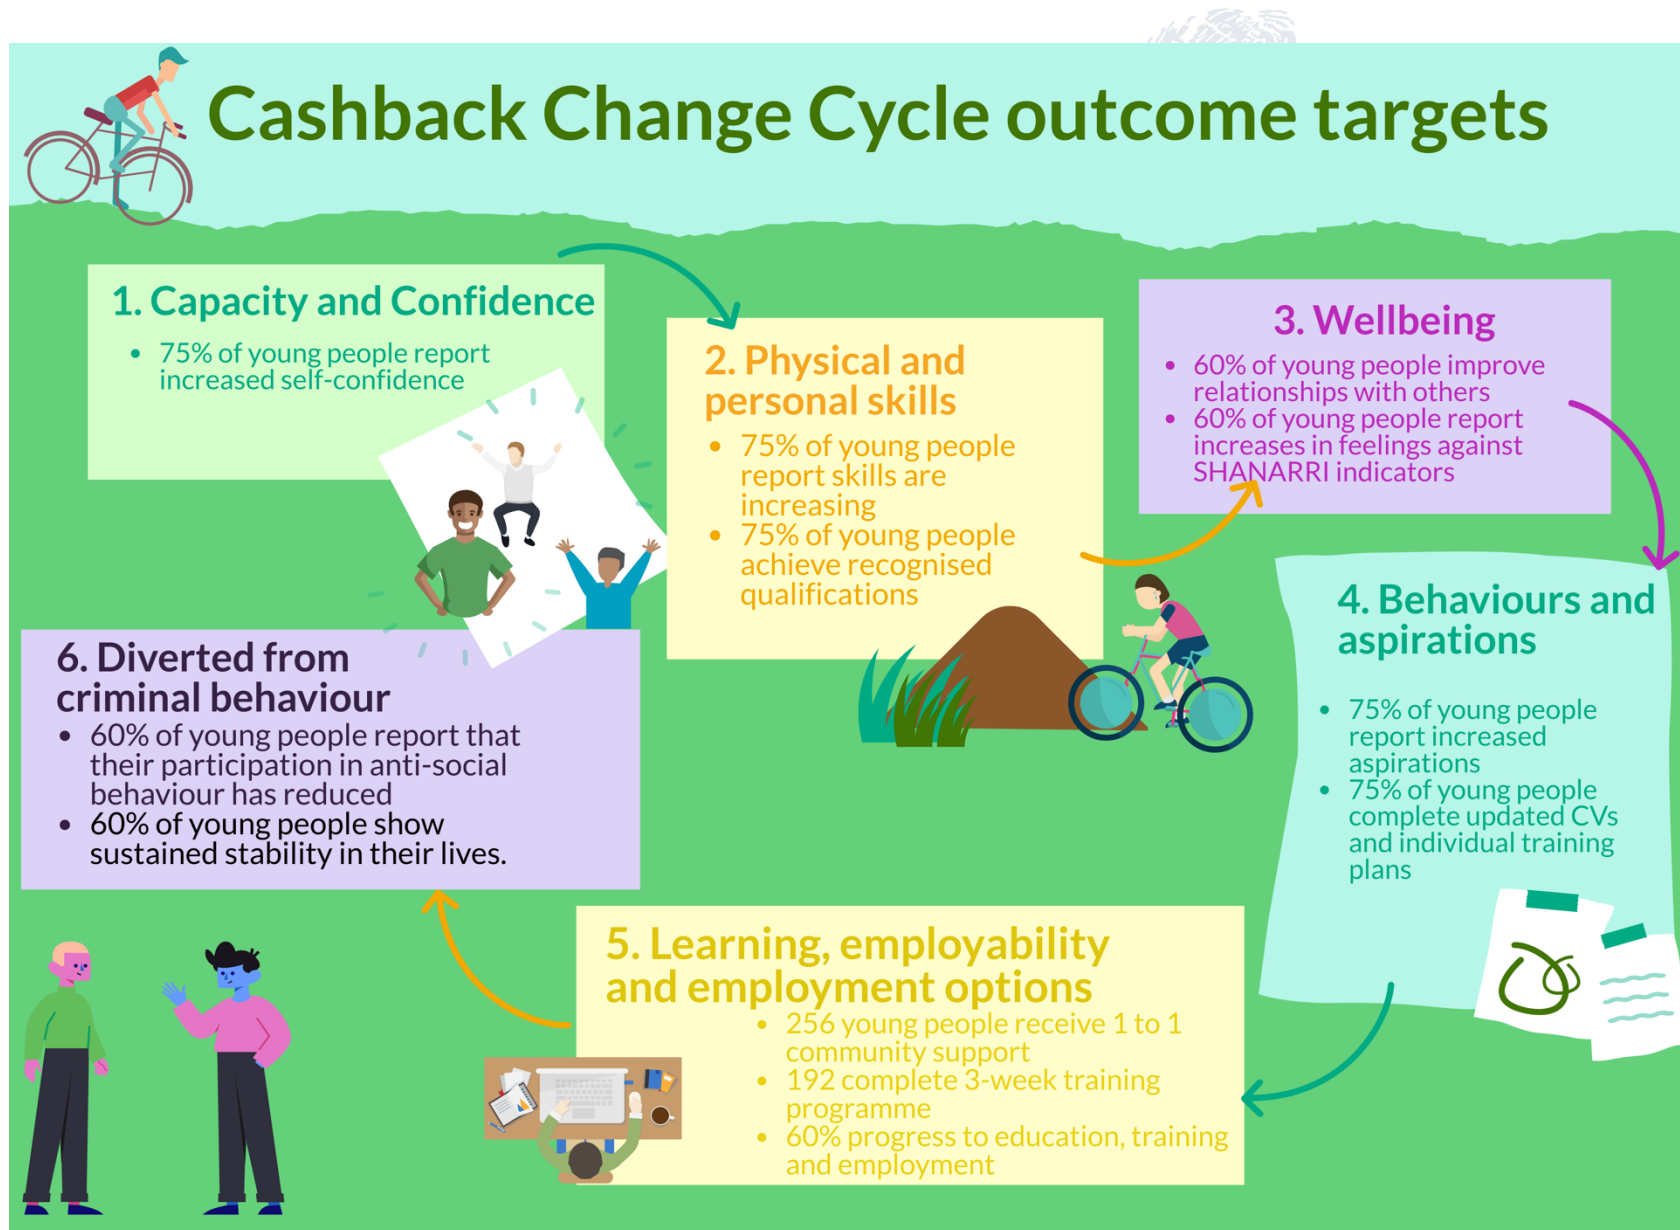 Cashback Change Cycle outcome targets
1. Capacity and Confidence
• 75% of young people report
increased self-confidence
2. Physical and
personal skills
• 75% of young people
report skills are
increasing
• 75% of young people
achieve recognised
qualifications
3. Wellbeing
• 60% of young people improve
relationships with others
• 60% of young people report
increases in feelings against
SHANARRI indicators
4. Behaviours and
aspirations
• 75% of young people
report increased
aspirations
• 75% of young people
complete updated CVs
and individual training
plans
5. Learning, employability
and employment options
• 256 young people receive 1 to 1
community support
• 192 complete 3-week training
programme
• 60% progress to education, training
and employment
6. Diverted from
criminal behaviour
• 60% of young people report that
their participation in anti-social
behaviour has reduced
• 60% of young people show
sustained stability in their lives.